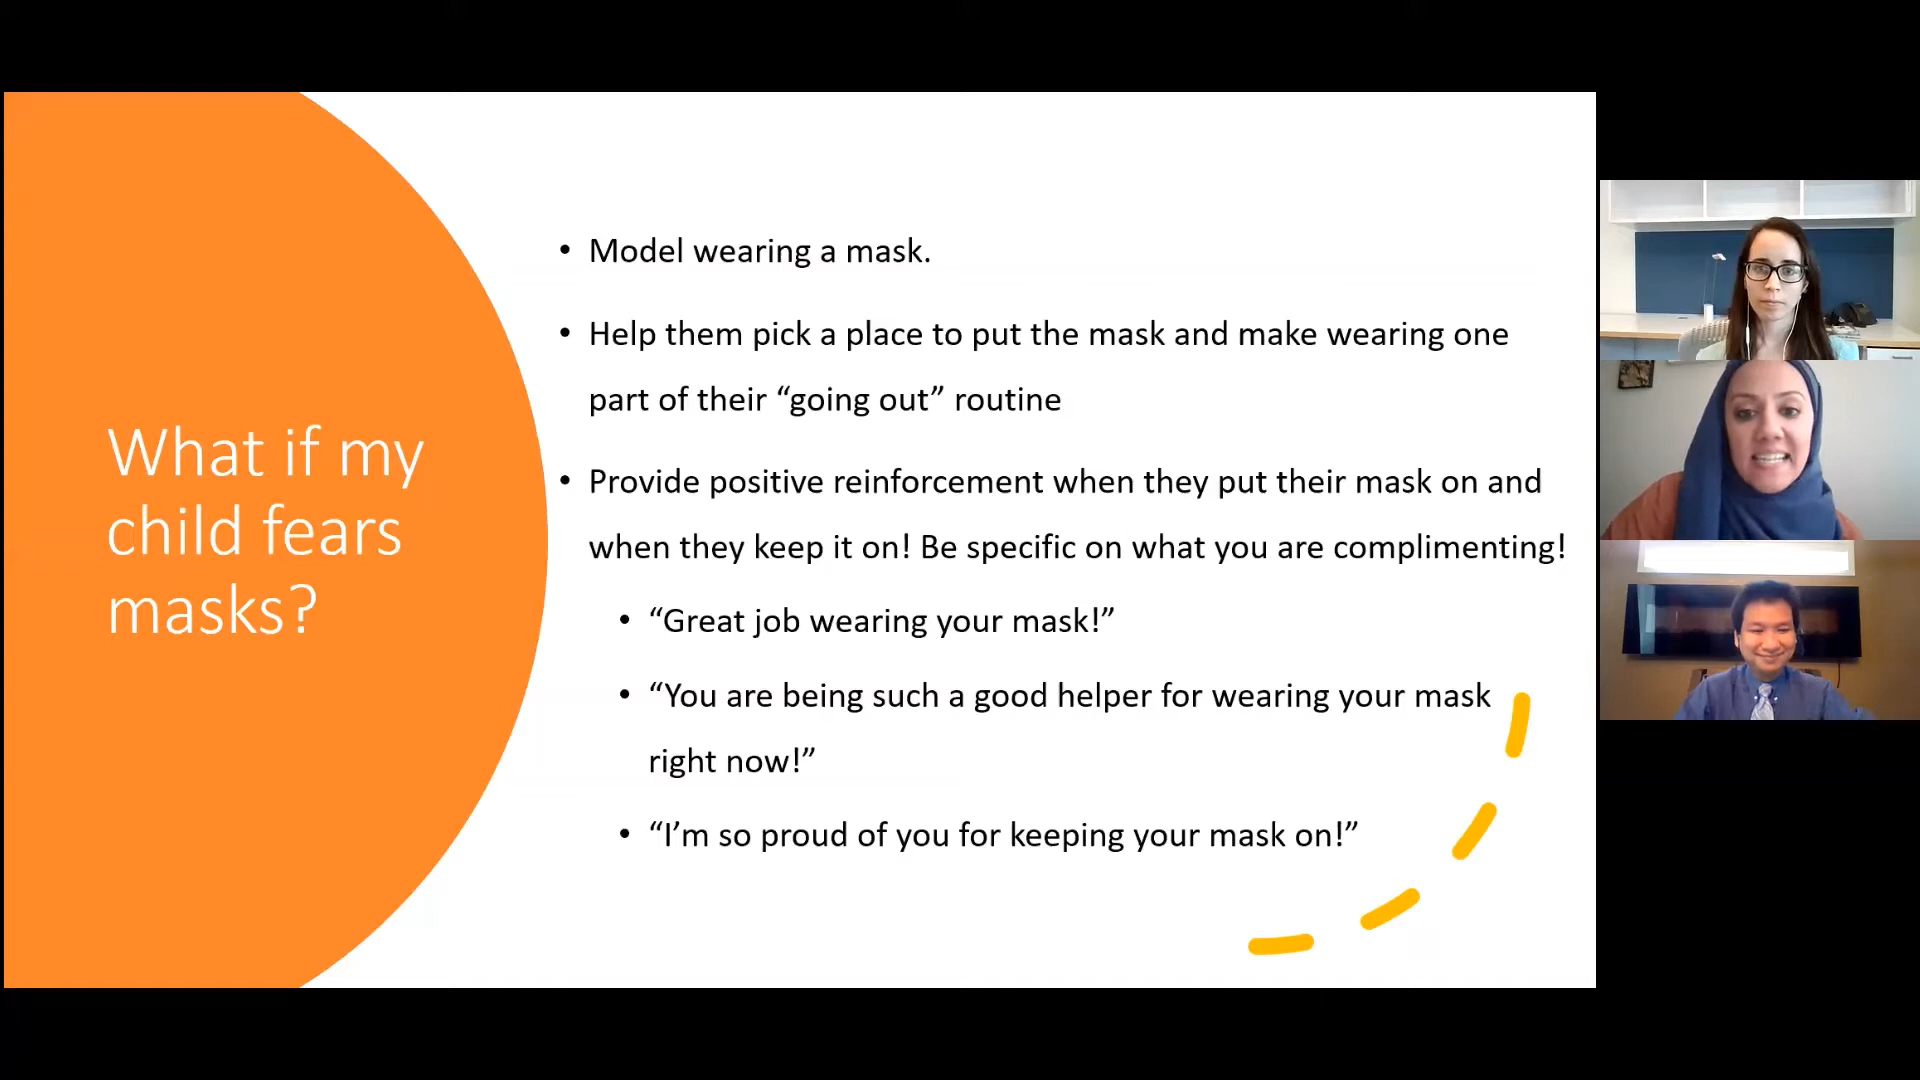 What if my
child fears
masks?
• Model wearing a mask.
• Help them pick a place to put the mask and make wearing one
part of their “going out” routine
• Provide positive reinforcement when they put their mask on and
when they keep it on! Be specific on what you are complimenting!
• “Great job wearing your mask!”
• “You are being such a good helper for wearing your mask
right now!”
• “I’m so proud of you for keeping your mask on!”